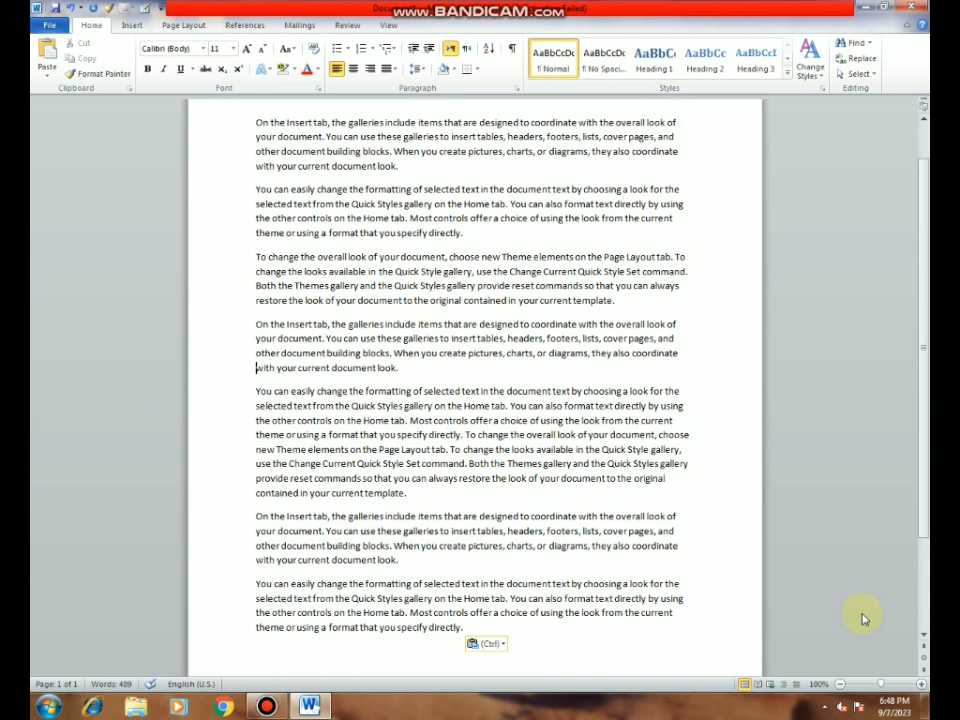 www.BANDICAM.com
File Home Insert Page Layout References Mailings Review View
Paste
Cut
Copy
Format Painter
Clipboard
Calibri (Body) 11
Font
Paragraph
AaBbCcDc AaBbCcDc AaBbC AaBbCc AaBbCcI
¶ Normal ¶ No Spaci... Heading 1 Heading 2 Heading 3
Styles
Change Styles
Find
Replace
Select
Editing
On the Insert tab, the galleries include items that are designed to coordinate with the overall look of
your document. You can use these galleries to insert tables, headers, footers, lists, cover pages, and
other document building blocks. When you create pictures, charts, or diagrams, they also coordinate
with your current document look.
You can easily change the formatting of selected text in the document text by choosing a look for the
selected text from the Quick Styles gallery on the Home tab. You can also format text directly by using
the other controls on the Home tab. Most controls offer a choice of using the look from the current
theme or using a format that you specify directly.
To change the overall look of your document, choose new Theme elements on the Page Layout tab. To
change the looks available in the Quick Style gallery, use the Change Current Quick Style Set command.
Both the Themes gallery and the Quick Styles gallery provide reset commands so that you can always
restore the look of your document to the original contained in your current template.
On the Insert tab, the galleries include items that are designed to coordinate with the overall look of
your document. You can use these galleries to insert tables, headers, footers, lists, cover pages, and
other document building blocks. When you create pictures, charts, or diagrams, they also coordinate
with your current document look.
You can easily change the formatting of selected text in the document text by choosing a look for the
selected text from the Quick Styles gallery on the Home tab. You can also format text directly by using
the other controls on the Home tab. Most controls offer a choice of using the look from the current
theme or using a format that you specify directly. To change the overall look of your document, choose
new Theme elements on the Page Layout tab. To change the looks available in the Quick Style gallery,
use the Change Current Quick Style Set command. Both the Themes gallery and the Quick Styles gallery
provide reset commands so that you can always restore the look of your document to the original
contained in your current template.
On the Insert tab, the galleries include items that are designed to coordinate with the overall look of
your document. You can use these galleries to insert tables, headers, footers, lists, cover pages, and
other document building blocks. When you create pictures, charts, or diagrams, they also coordinate
with your current document look.
You can easily change the formatting of selected text in the document text by choosing a look for the
selected text from the Quick Styles gallery on the Home tab. You can also format text directly by using
the other controls on the Home tab. Most controls offer a choice of using the look from the current
theme or using a format that you specify directly.
(Ctrl)
Page: 1 of 1 Words: 489 English (U.S.) 100%
6:48 PM
9/7/2023